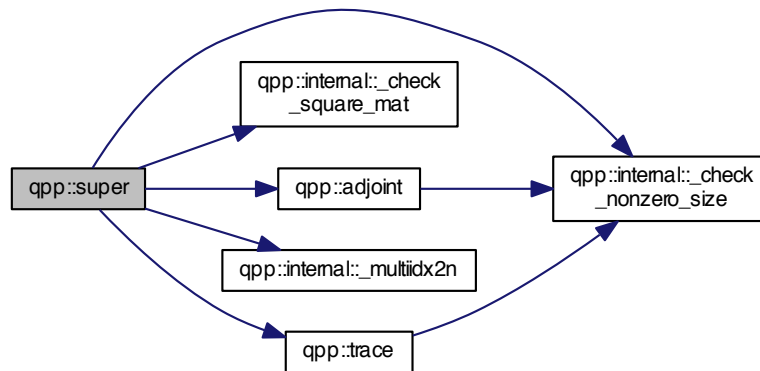 qpp::internal::_check
_square_mat
qpp::super
qpp::adjoint
qpp::internal::_check
_nonzero_size
qpp::internal::_multiidx2n
qpp::trace